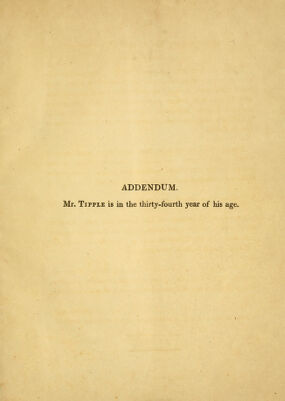 ADDENDUM.
Mr. TIPPLE is in the thirty-fourth year of his age.